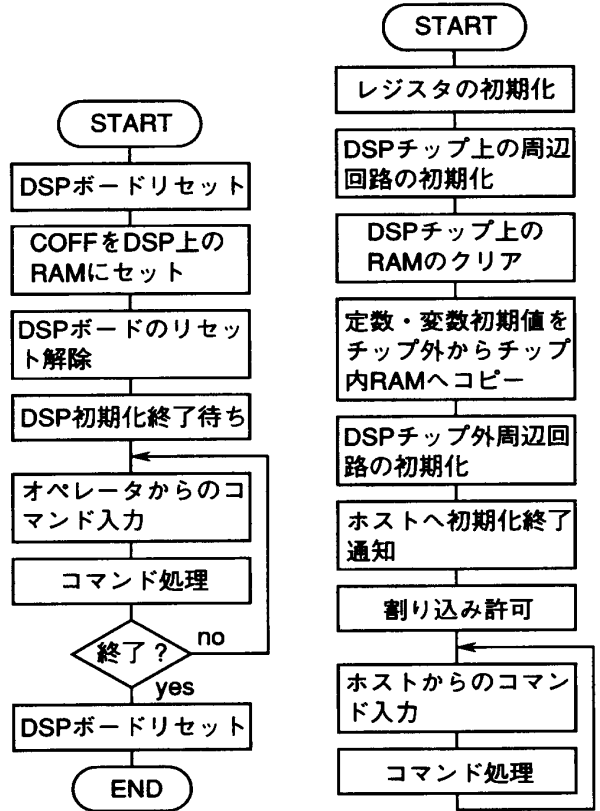 START
DSPボードリセット
COFFをDSP上の
RAMにセット
DSPボードのリセッ
ト解除
DSP初期化終了待ち
オペレータからのコ
マンド入力
コマンド処理
終了?
no
yes
DSPボードリセット
END
START
レジスタの初期化
DSPチップ上の周辺
回路の初期化
DSPチップ上の
RAMのクリア
定数・変数初期値を
チップ外からチップ
内RAMへコピー
DSPチップ外周辺回
路の初期化
ホストへ初期化終了
通知
割り込み許可
ホストからのコマン
ド入力
コマンド処理